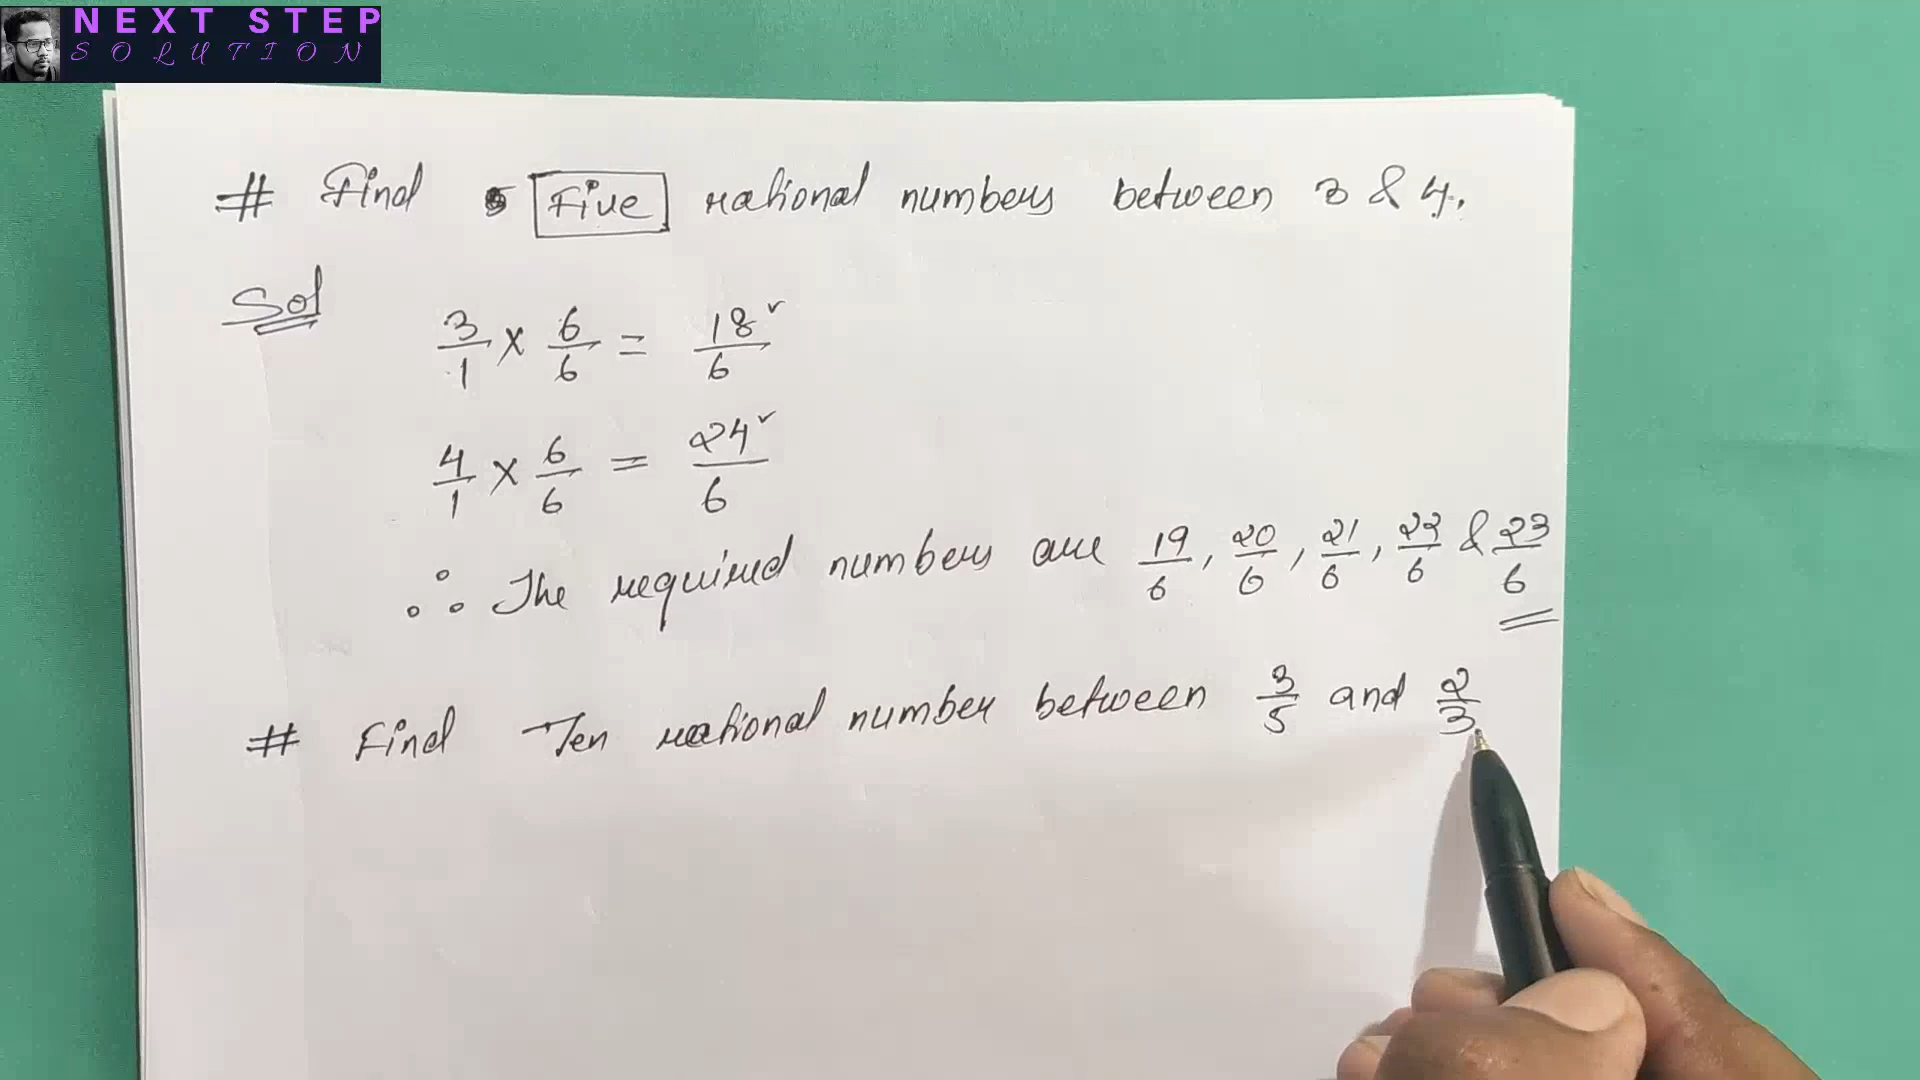 NEXT STEP
SOLUTION
# Find Five rational numbers between 3 & 4.
Sol
3/1 × 6/6 = 18/6 ✓
4/1 × 6/6 = 24/6 ✓
∴ The required numbers are 19/6, 20/6, 21/6, 22/6 & 23/6
# Find Ten rational number between 3/5 and 2/3